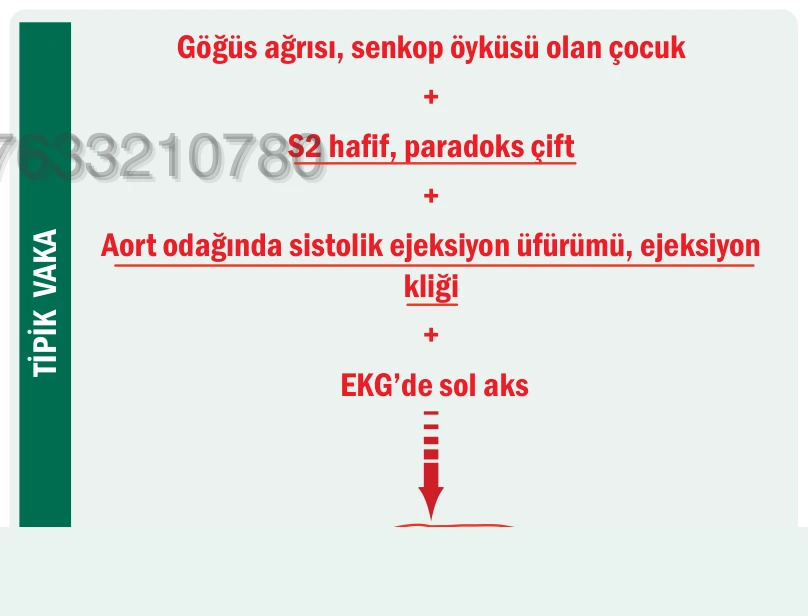 Göğüs ağrısı, senkop öyküsü olan çocuk
+
S2 hafif, paradoks çift
+
Aort odağında sistolik ejeksiyon üfürümü, ejeksiyon
kliği
+
EKG’de sol aks
TİPİK VAKA
7633210780